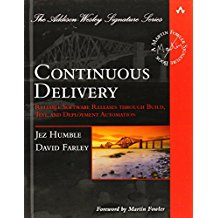 The Addison Wesley Signature Series
CONTINUOUS
DELIVERY
RELIABLE SOFTWARE RELEASES THROUGH BUILD,
TEST, AND DEPLOYMENT AUTOMATION
JEZ HUMBLE
DAVID FARLEY
Foreword by Martin Fowler